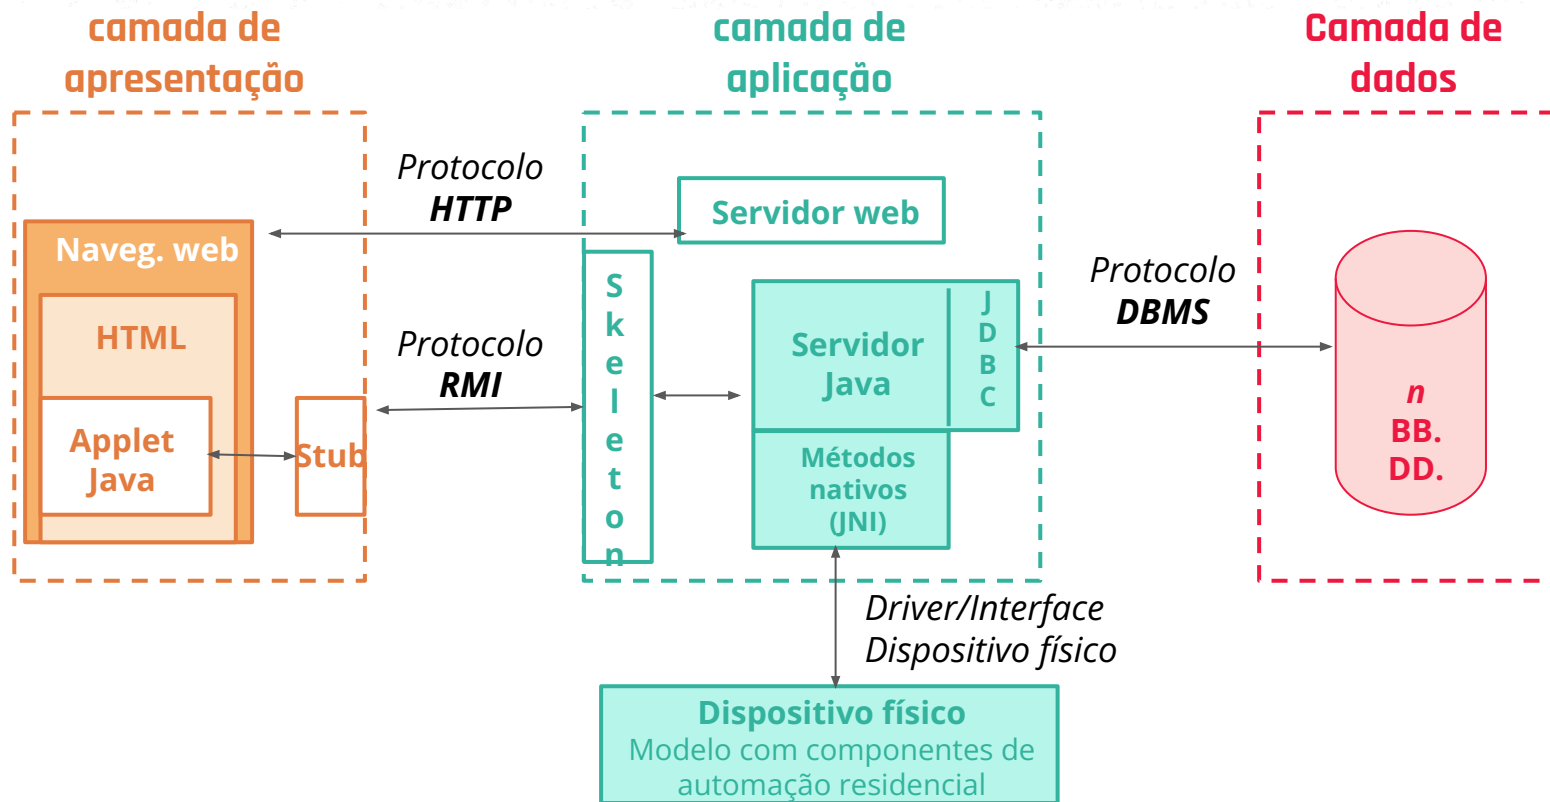 camada de
apresentação
camada de
aplicação
Camada de
dados
Protocolo
HTTP
Naveg. web
HTML
Applet
Java
Stub
Protocolo
RMI
Servidor web
S
k
e
l
e
t
o
n
Servidor
Java
J
D
B
C
Métodos
nativos
(JNI)
Protocolo
DBMS
n
BB.
DD.
Driver/Interface
Dispositivo físico
Dispositivo físico
Modelo com componentes de
automação residencial